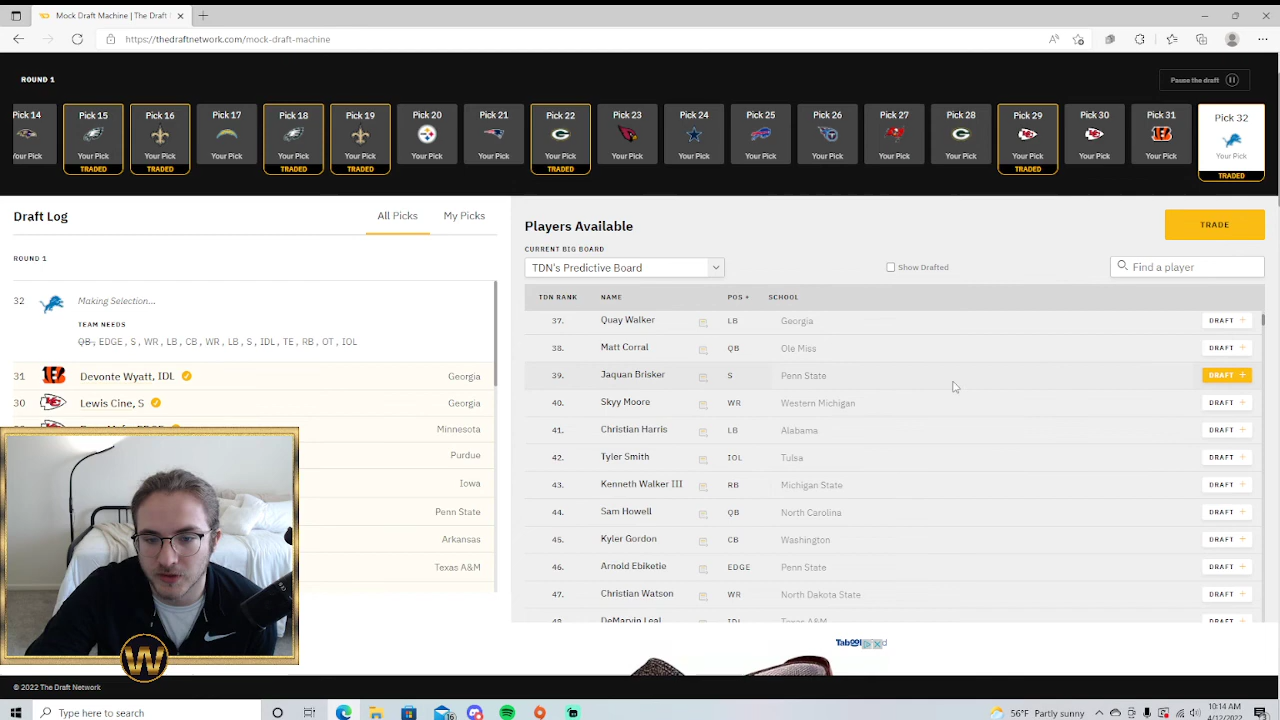 Mock Draft Machine | The Draft
https://thedraftnetwork.com/mock-draft-machine
ROUND 1
Pause the draft
Pick 14 Pick 15 Pick 16 Pick 17 Pick 18 Pick 19 Pick 20 Pick 21 Pick 22 Pick 23 Pick 24 Pick 25 Pick 26 Pick 27 Pick 28 Pick 29 Pick 30 Pick 31 Pick 32
Your Pick Your Pick Your Pick Your Pick Your Pick Your Pick Your Pick Your Pick Your Pick Your Pick Your Pick Your Pick Your Pick Your Pick Your Pick Your Pick Your Pick Your Pick Your Pick
TRADED TRADED TRADED TRADED TRADED TRADED TRADED
Draft Log All Picks My Picks
ROUND 1
32 Making Selection...
TEAM NEEDS
QB, EDGE, S, WR, LB, CB, WR, LB, S, IDL, TE, RB, OT, IOL
31 Devonte Wyatt, IDL Georgia
30 Lewis Cine, S Georgia
Minnesota
Purdue
Iowa
Penn State
Arkansas
Texas A&M
Players Available
TRADE
CURRENT BIG BOARD
TDN's Predictive Board
Show Drafted
Find a player
TDN RANK NAME POS SCHOOL
37. Quay Walker LB Georgia DRAFT +
38. Matt Corral QB Ole Miss DRAFT +
39. Jaquan Brisker S Penn State DRAFT +
40. Skyy Moore WR Western Michigan DRAFT +
41. Christian Harris LB Alabama DRAFT +
42. Tyler Smith IOL Tulsa DRAFT +
43. Kenneth Walker III RB Michigan State DRAFT +
44. Sam Howell QB North Carolina DRAFT +
45. Kyler Gordon CB Washington DRAFT +
46. Arnold Ebiketie EDGE Penn State DRAFT +
47. Christian Watson WR North Dakota State DRAFT +
48. DeMarvin Leal IDL Texas A&M DRAFT +
W
© 2022 The Draft Network
Type here to search
16
56°F Partly sunny
10:14 AM
4/12/2022